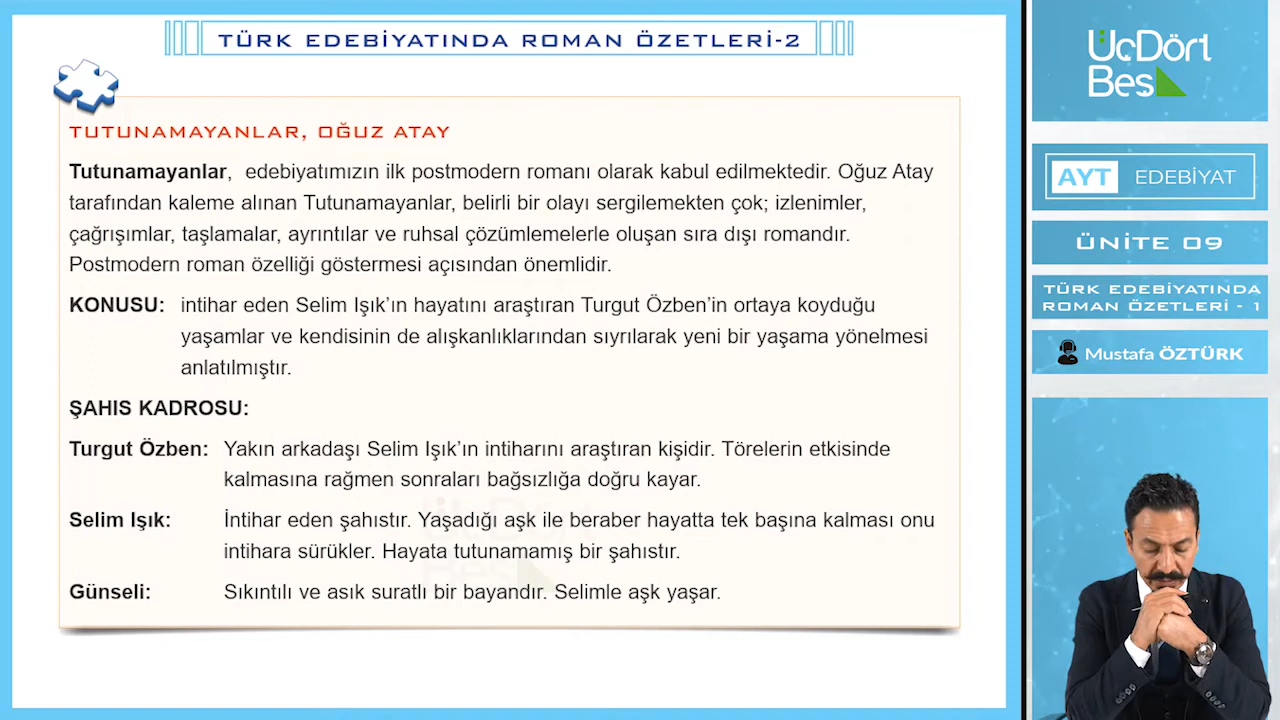 TÜRK EDEBİYATINDA ROMAN ÖZETLERİ-2
TUTUNAMAYANLAR, OĞUZ ATAY
Tutunamayanlar, edebiyatımızın ilk postmodern romanı olarak kabul edilmektedir. Oğuz Atay
tarafından kaleme alınan Tutunamayanlar, belirli bir olayı sergilemekten çok; izlenimler,
çağrışımlar, taşlamalar, ayrıntılar ve ruhsal çözümlemelerle oluşan sıra dışı romandır.
Postmodern roman özelliği göstermesi açısından önemlidir.
KONUSU: intihar eden Selim Işık’ın hayatını araştıran Turgut Özben’in ortaya koyduğu
yaşamlar ve kendisinin de alışkanlıklarından sıyrılarak yeni bir yaşama yönelmesi
anlatılmıştır.
ŞAHIS KADROSU:
Turgut Özben: Yakın arkadaşı Selim Işık’ın intiharını araştıran kişidir. Törelerin etkisinde
kalmasına rağmen sonraları bağsızlığa doğru kayar.
Selim Işık: İntihar eden şahıstır. Yaşadığı aşk ile beraber hayatta tek başına kalması onu
intihara sürükler. Hayata tutunamamış bir şahıstır.
Günseli: Sıkıntılı ve asık suratlı bir bayandır. Selimle aşk yaşar.
ÜçDört
Beş
ÜçDört
Beş
AYT EDEBİYAT
ÜNİTE 09
TÜRK EDEBİYATINDA
ROMAN ÖZETLERİ - 1
Mustafa ÖZTÜRK